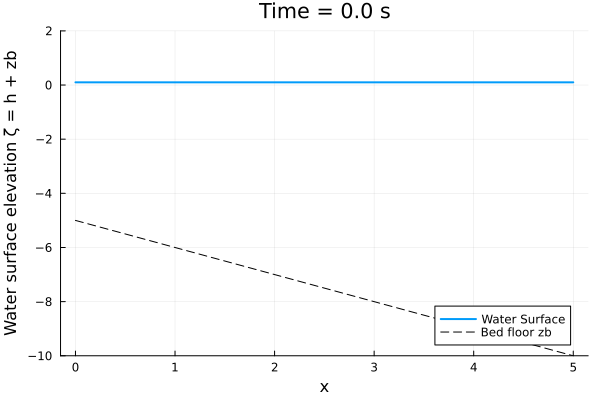 Time = 0.0 s
Water surface elevation ζ = h + zb
2
0
−2
−4
−6
−8
−10
Water Surface
Bed floor zb
0 1 2 3 4 5
x